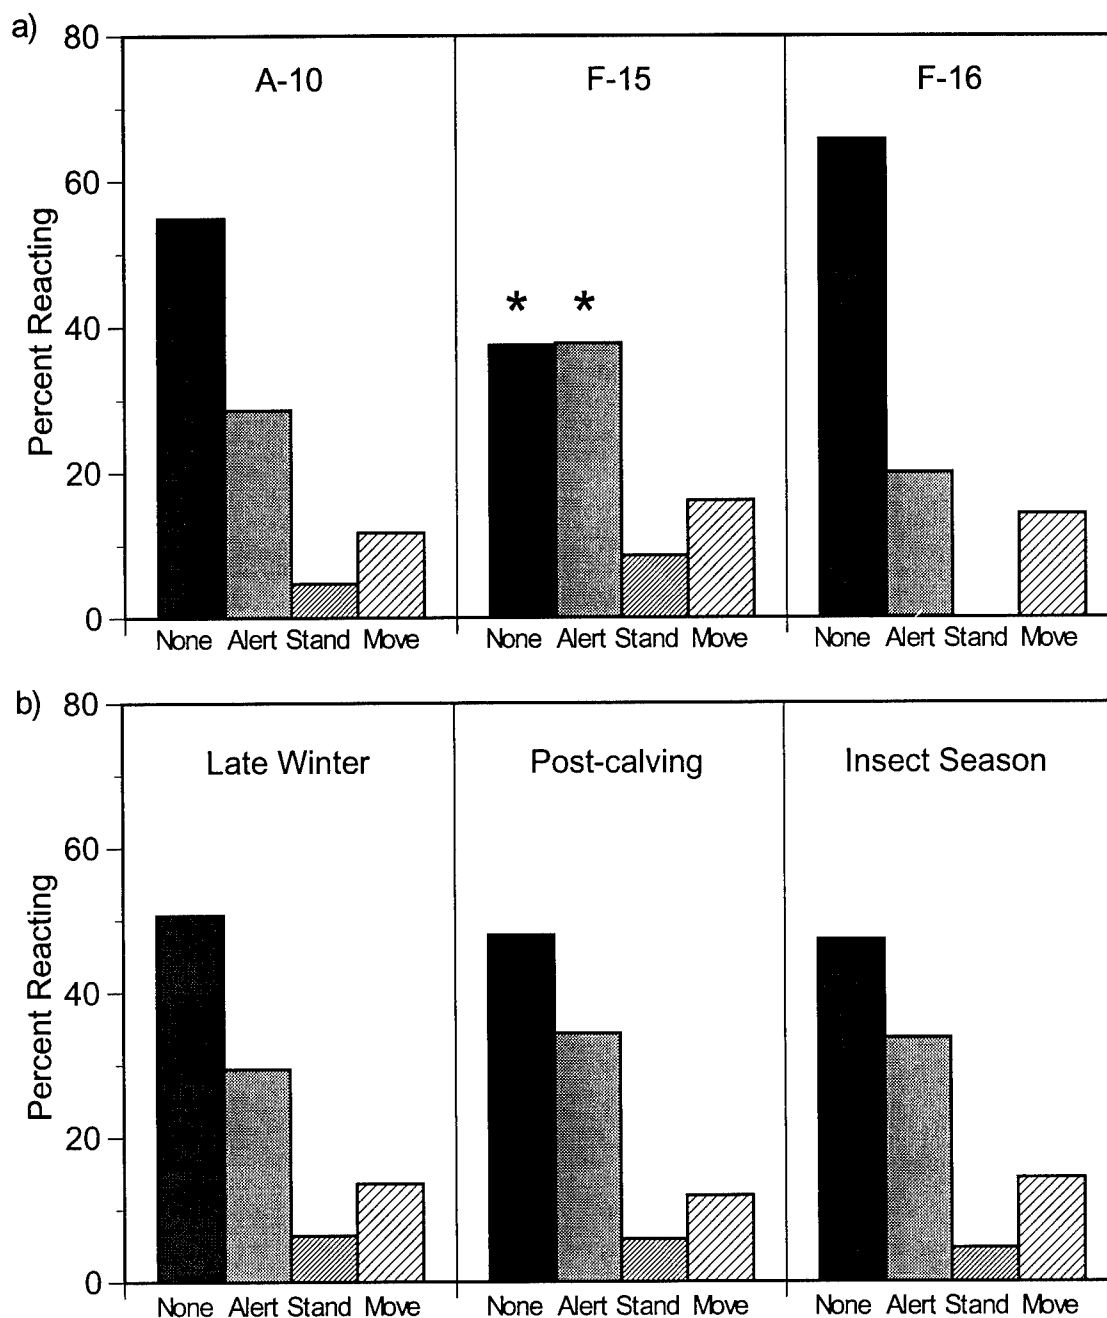 a)
80
A-10 F-15 F-16
60
* *
40
20
0
Percent Reacting
None Alert Stand Move None Alert Stand Move None Alert Stand Move
b)
80
Late Winter Post-calving Insect Season
60
40
20
0
Percent Reacting
None Alert Stand Move None Alert Stand Move None Alert Stand Move